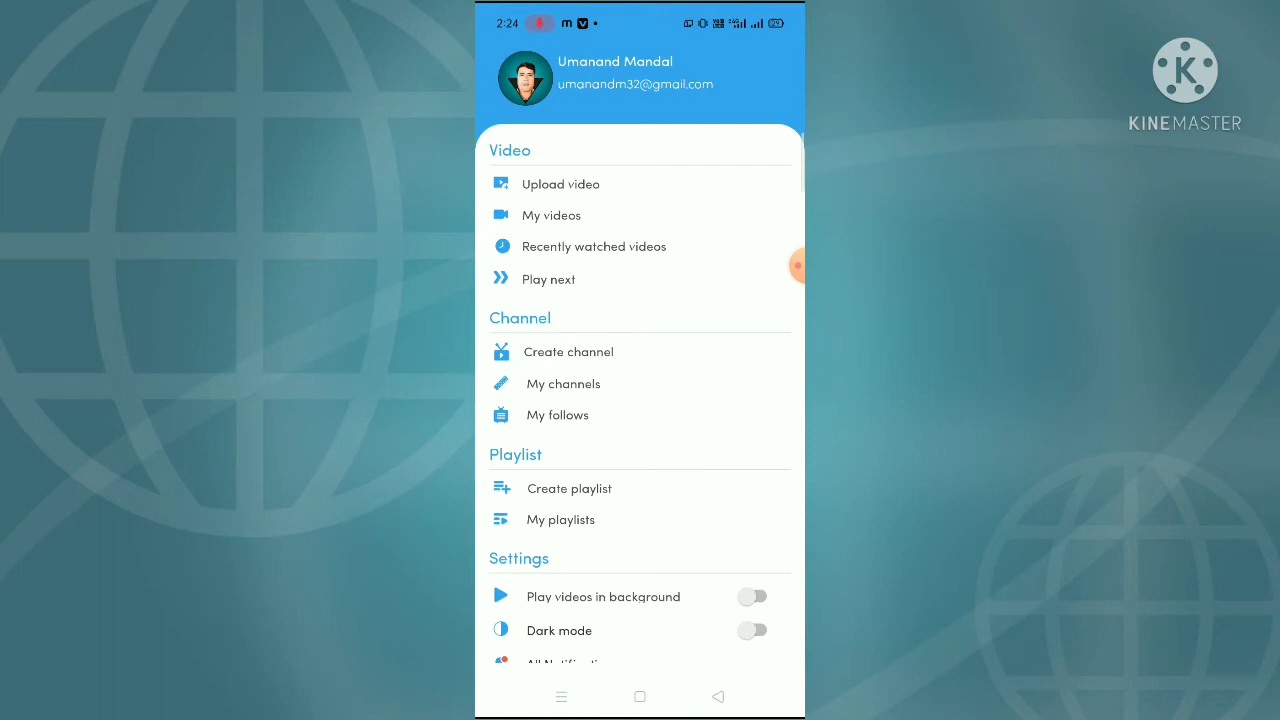 2:24
Umanand Mandal
umanandm32@gmail.com
KINEMASTER
Video
Upload video
My videos
Recently watched videos
Play next
Channel
Create channel
My channels
My follows
Playlist
Create playlist
My playlists
Settings
Play videos in background
Dark mode